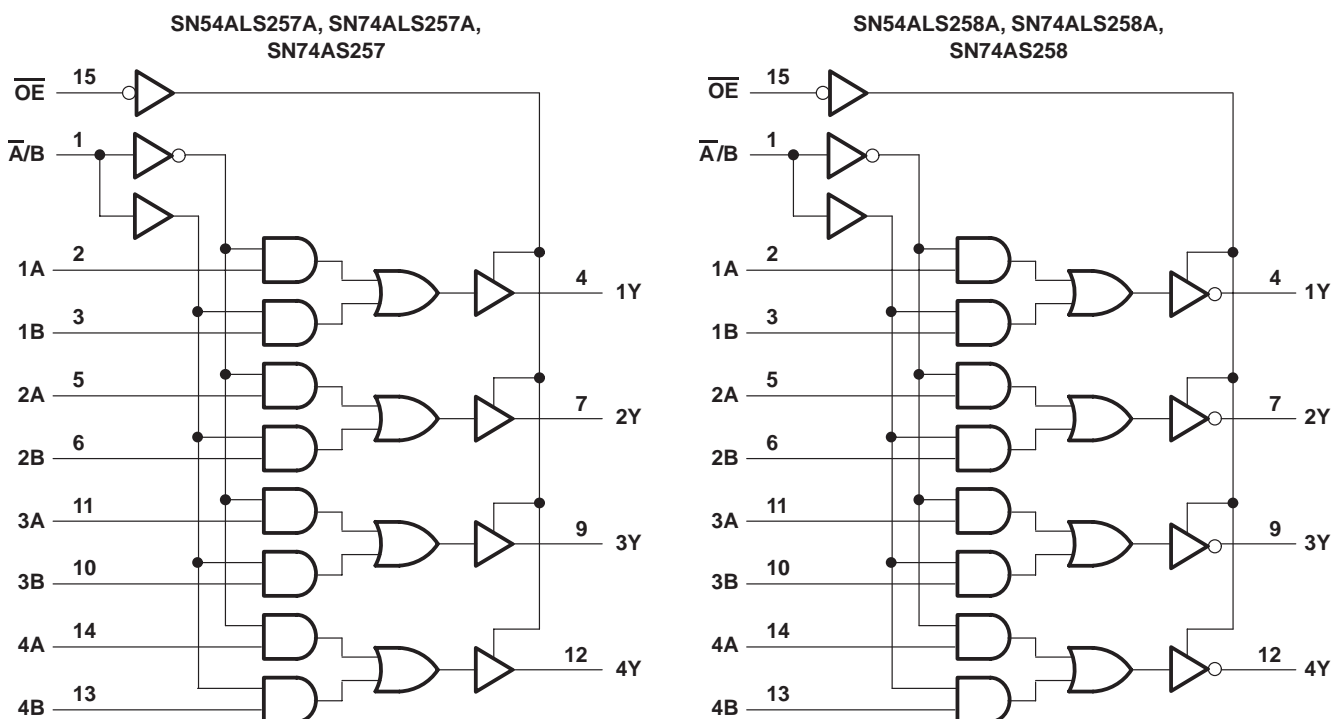 SN54ALS257A, SN74ALS257A,
SN74AS257
OE
15
A/B
1
1A
2
1B
3
4
1Y
2A
5
2B
6
7
2Y
3A
11
3B
10
9
3Y
4A
14
4B
13
12
4Y
SN54ALS258A, SN74ALS258A,
SN74AS258
OE
15
A/B
1
1A
2
1B
3
4
1Y
2A
5
2B
6
7
2Y
3A
11
3B
10
9
3Y
4A
14
4B
13
12
4Y